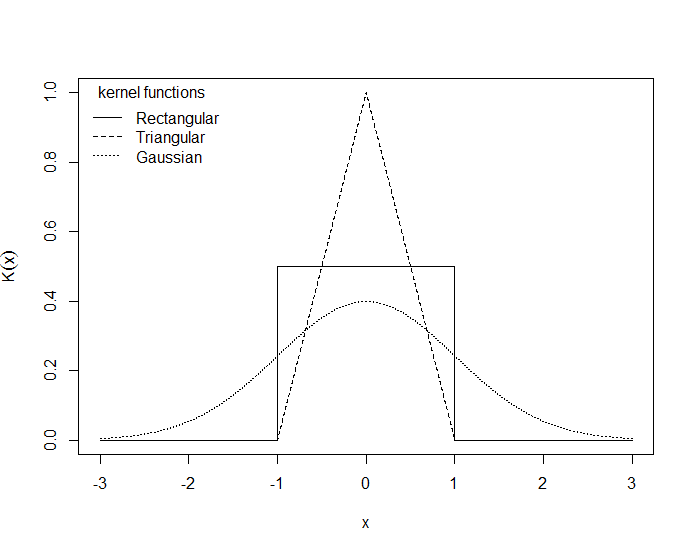 kernel functions
Rectangular
Triangular
Gaussian
K(x)
1.0
0.8
0.6
0.4
0.2
0.0
-3 -2 -1 0 1 2 3
x